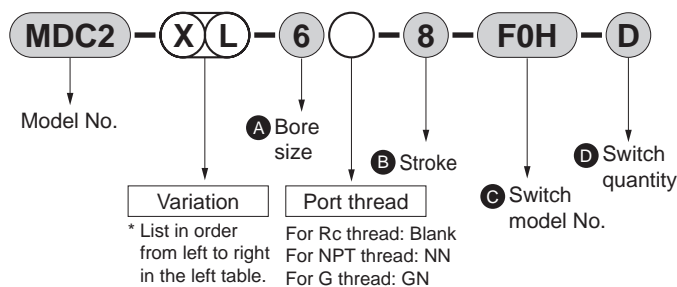 MDC2-XL-6 -8-F0H-D
Model No.
A Bore
size
B Stroke
C Switch
model No.
D Switch
quantity
Variation
* List in order
from left to right
in the left table.
Port thread
For Rc thread: Blank
For NPT thread: NN
For G thread: GN